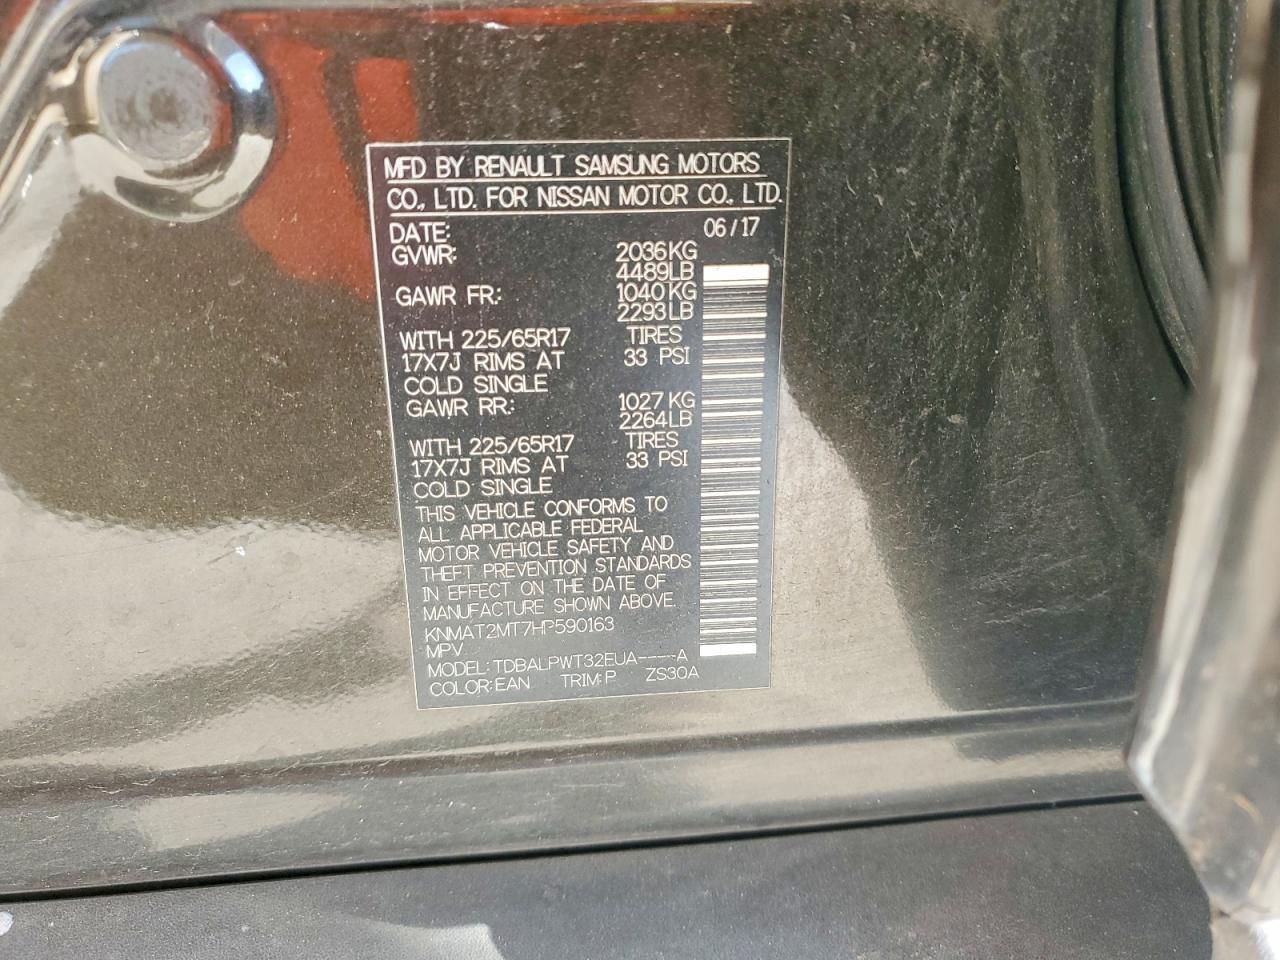 MFD BY RENAULT SAMSUNG MOTORS
CO., LTD. FOR NISSAN MOTOR CO., LTD.
DATE: 06/17
GVWR: 2036KG
4489LB
GAWR FR: 1040KG
2293LB
WITH 225/65R17 TIRES
17X7J RIMS AT 33 PSI
COLD SINGLE
GAWR RR: 1027KG
2264LB
WITH 225/65R17 TIRES
17X7J RIMS AT 33 PSI
COLD SINGLE
THIS VEHICLE CONFORMS TO
ALL APPLICABLE FEDERAL
MOTOR VEHICLE SAFETY AND
THEFT PREVENTION STANDARDS
IN EFFECT ON THE DATE OF
MANUFACTURE SHOWN ABOVE.
KNMAT2MT7HP590163
MPV
MODEL: TDBALPWT32EUA----A
COLOR: EAN TRIM: P ZS30A